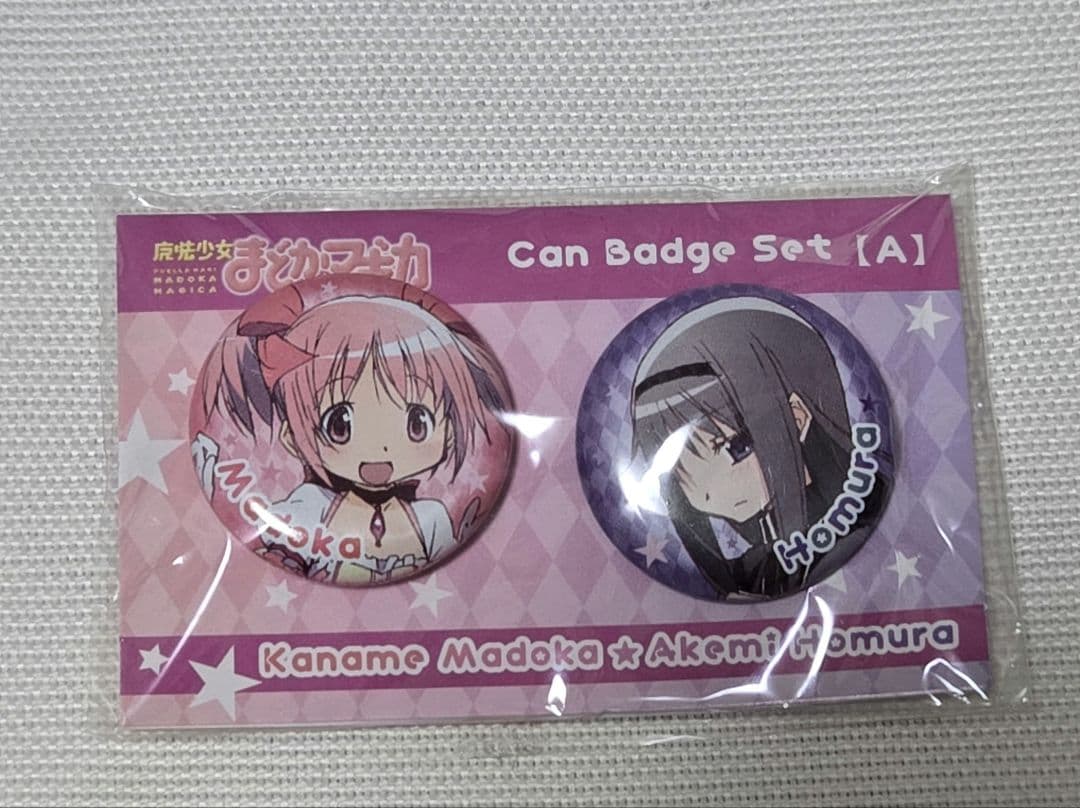 魔法少女
まどか☆マギカ
PUELLA MAGI
MADOKA
MAGICA
Can Badge Set【A】
Madoka
Homura
Kaname Madoka★Akemi Homura